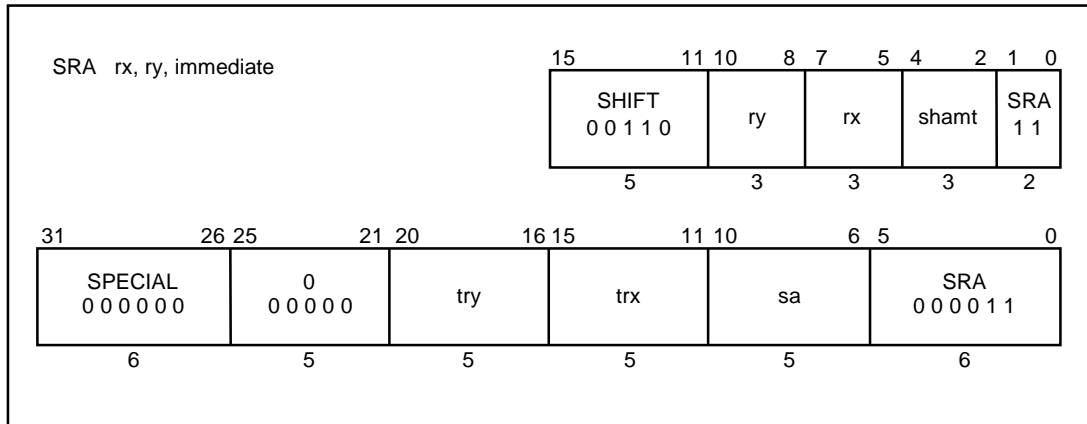 SRA rx, ry, immediate
15 11 10 8 7 5 4 2 1 0
SHIFT ry rx shamt SRA
0 0 1 1 0 1 1
5 3 3 3 2
31 26 25 21 20 16 15 11 10 6 5 0
SPECIAL 0 try trx sa SRA
0 0 0 0 0 0 0 0 0 0 0 0 0 0 0 1 1
6 5 5 5 5 6